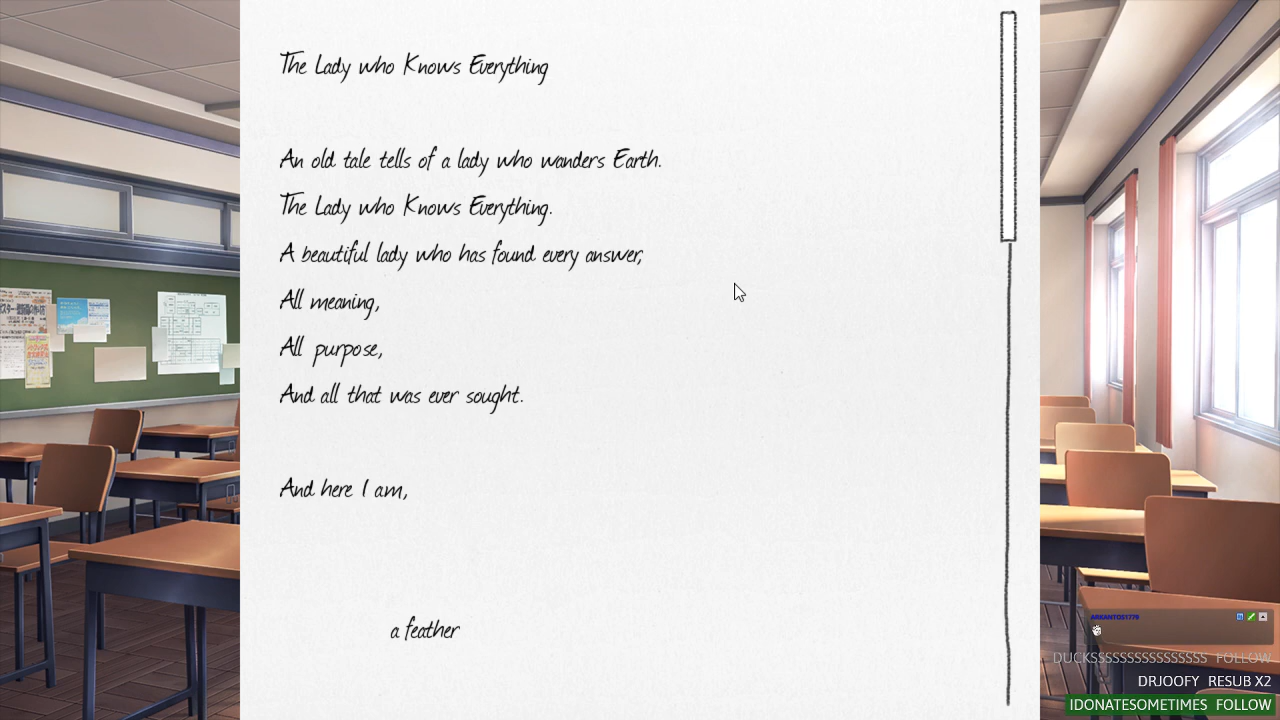 The Lady who Knows Everything
An old tale tells of a lady who wanders Earth.
The Lady who Knows Everything.
A beautiful lady who has found every answer,
All meaning,
All purpose,
And all that was ever sought.
And here I am,
a feather
DUCKSSSSSSSSSSSSSSSS FOLLOW
DRJOOFY RESUB X2
IDONATESOMETIMES FOLLOW